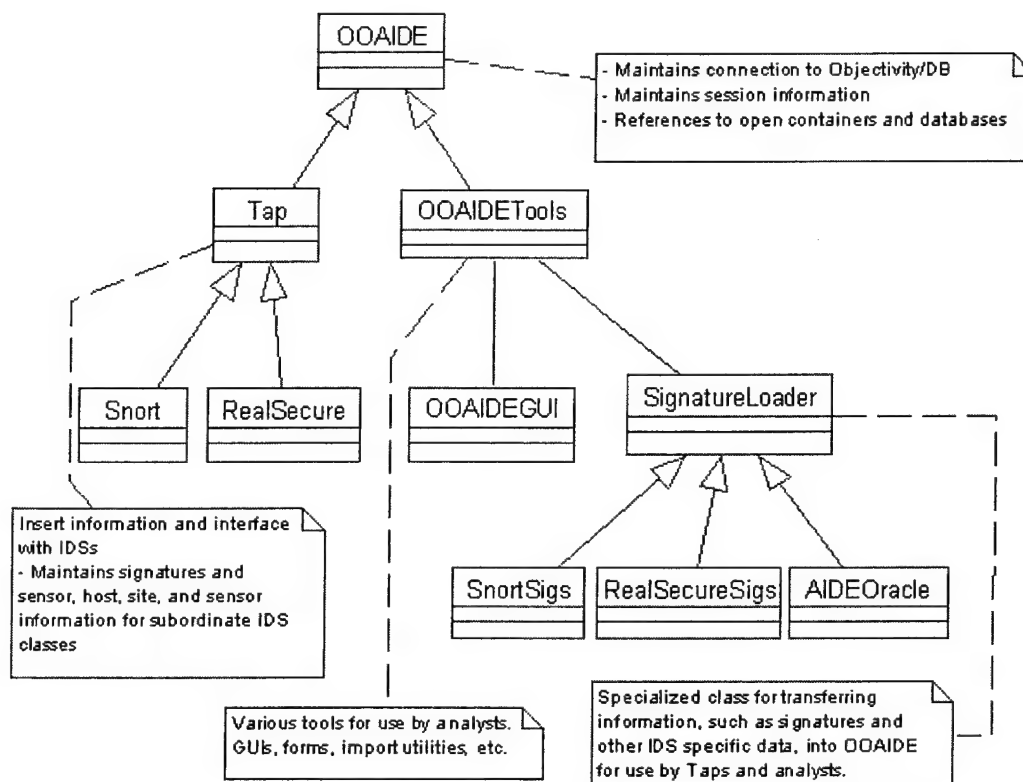 OOAIDE
- Maintains connection to Objectivity/DB
- Maintains session information
- References to open containers and databases
Tap
OOAIDETools
Snort
RealSecure
OOAIDEGUI
SignatureLoader
Insert information and interface
with IDSs
- Maintains signatures and
sensor, host, site, and sensor
information for subordinate IDS
classes
SnortSigs
RealSecureSigs
AIDEOracle
Various tools for use by analysts.
GUIs, forms, import utilities, etc.
Specialized class for transferring
information, such as signatures and
other IDS specific data, into OOAIDE
for use by Taps and analysts.